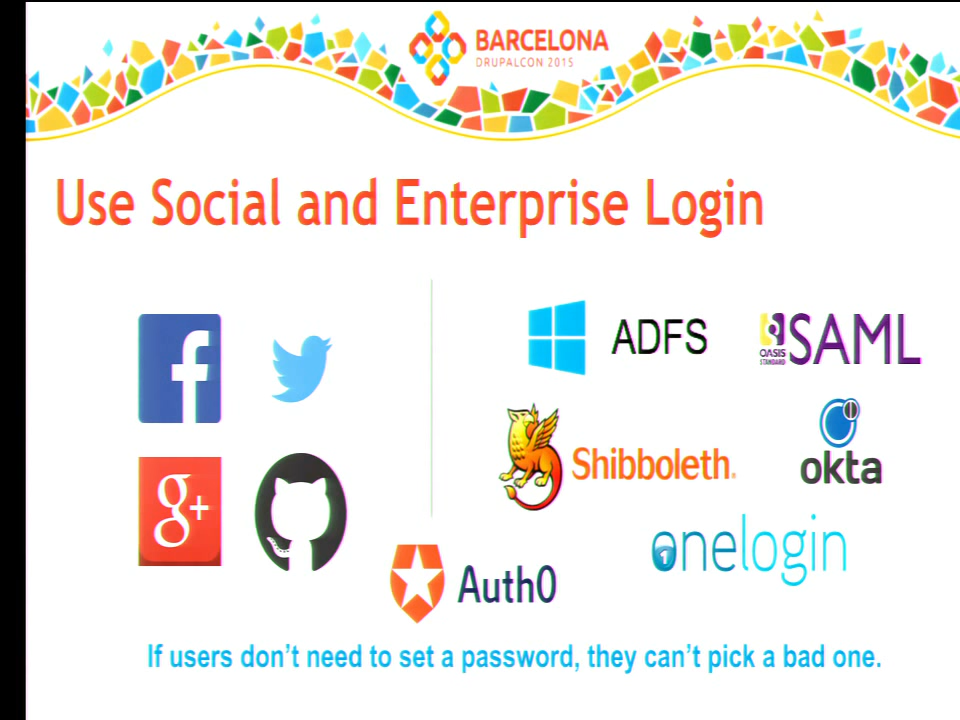 BARCELONA
DRUPALCON 2015
Use Social and Enterprise Login
f
ADFS
OASIS
STANDARD
SAML
Shibboleth.
okta
g+
1
onelogin
Auth0
If users don't need to set a password, they can't pick a bad one.